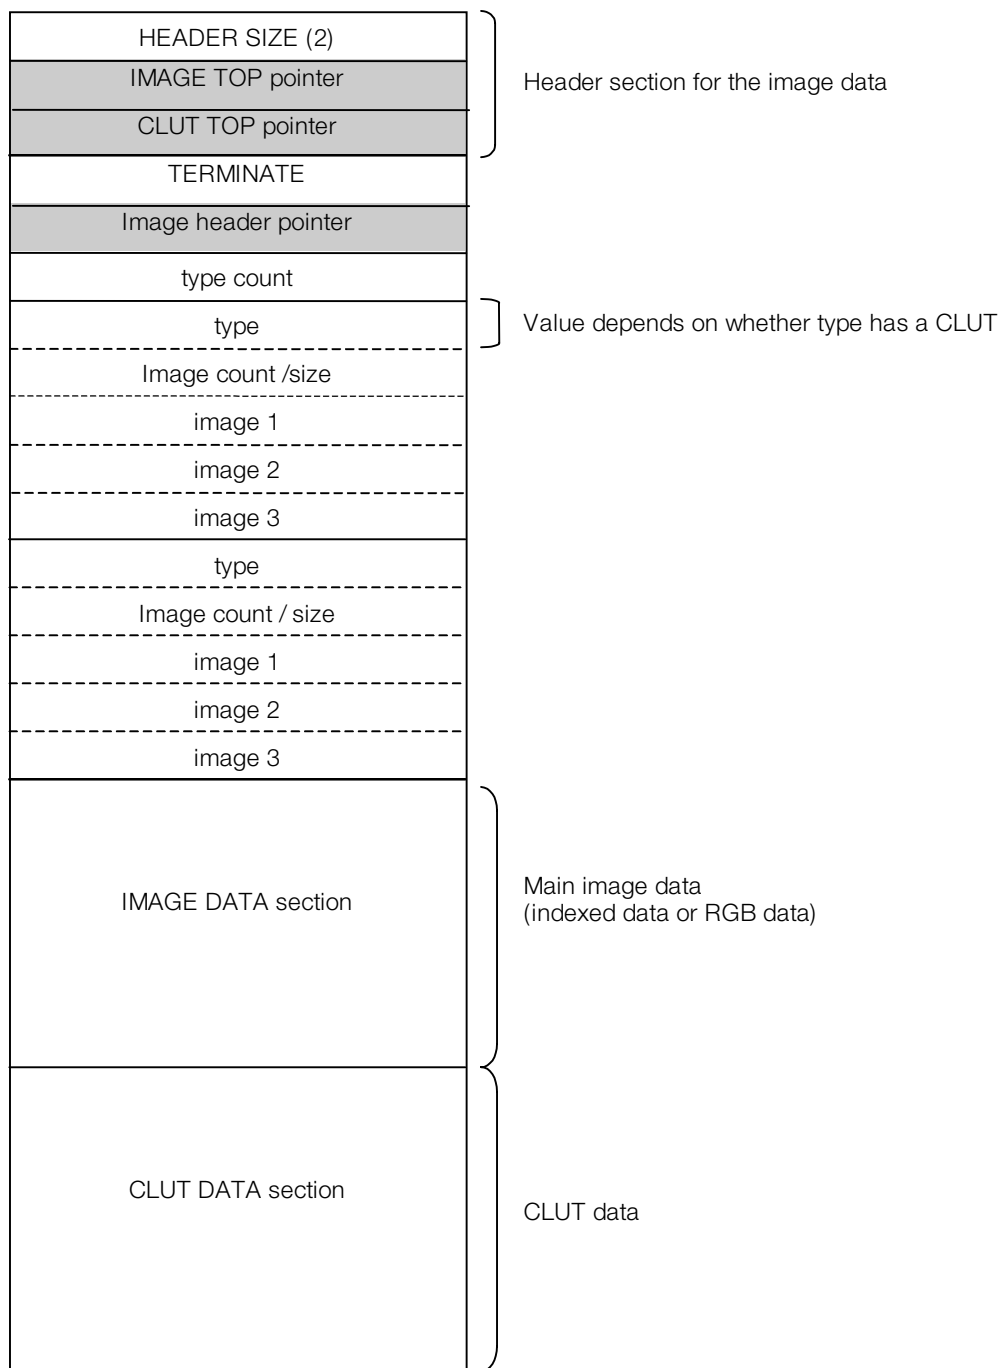 HEADER SIZE (2)
IMAGE TOP pointer
Header section for the image data
CLUT TOP pointer
TERMINATE
Image header pointer
type count
type
Value depends on whether type has a CLUT
Image count /size
image 1
image 2
image 3
type
Image count / size
image 1
image 2
image 3
IMAGE DATA section
Main image data
(indexed data or RGB data)
CLUT DATA section
CLUT data